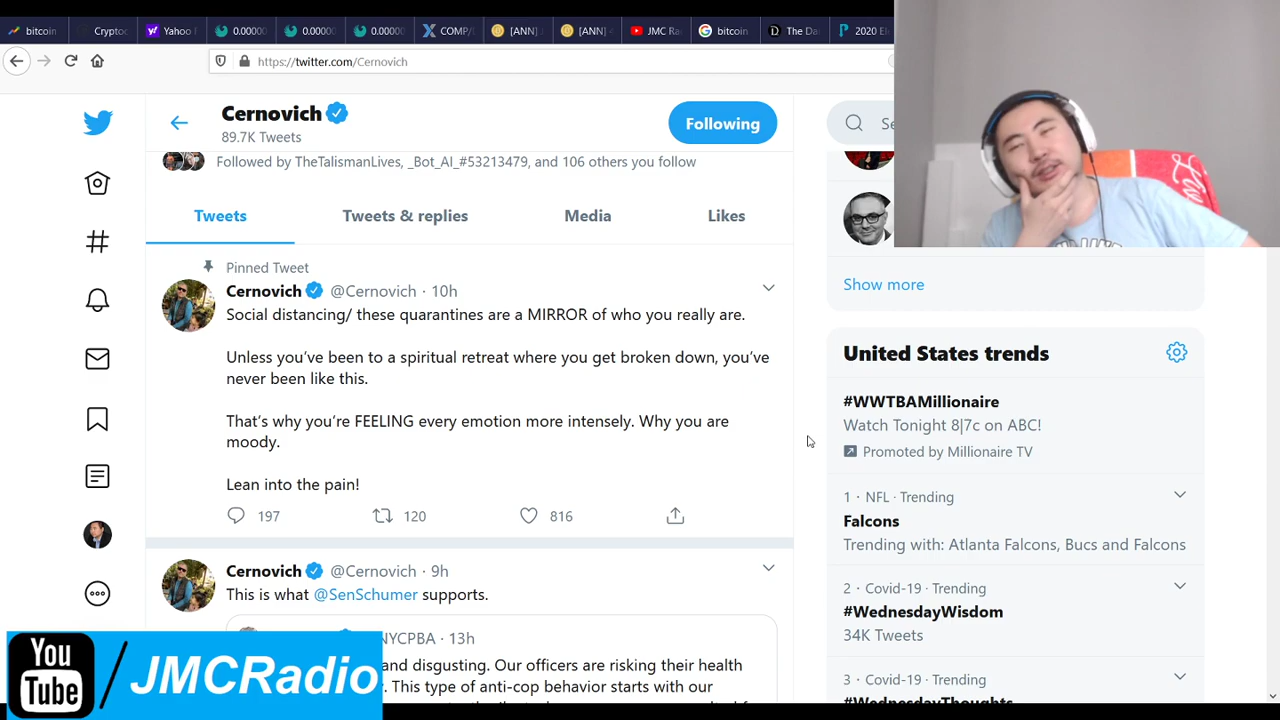 bitcoin
Cryptoc
Yahoo
0.00000
0.00000
0.00000
COMP/
[ANN]
[ANN]
JMC Ra
bitcoin
The Da
2020 El
https://twitter.com/Cernovich
Cernovich
89.7K Tweets
Following
Se
Followed by TheTalismanLives, _Bot_AI_#53213479, and 106 others you follow
Tweets
Tweets & replies
Media
Likes
Pinned Tweet
Cernovich @Cernovich · 10h
Social distancing/ these quarantines are a MIRROR of who you really are.
Unless you’ve been to a spiritual retreat where you get broken down, you’ve
never been like this.
That’s why you’re FEELING every emotion more intensely. Why you are
moody.
Lean into the pain!
197
120
816
Cernovich @Cernovich · 9h
This is what @SenSchumer supports.
NYCPBA · 13h
and disgusting. Our officers are risking their health
This type of anti-cop behavior starts with our
Show more
United States trends
#WWTBAMillionaire
Watch Tonight 8|7c on ABC!
Promoted by Millionaire TV
1 · NFL · Trending
Falcons
Trending with: Atlanta Falcons, Bucs and Falcons
2 · Covid-19 · Trending
#WednesdayWisdom
34K Tweets
3 · Covid-19 · Trending
#WednesdayThoughts
You
Tube
/JMCRadio